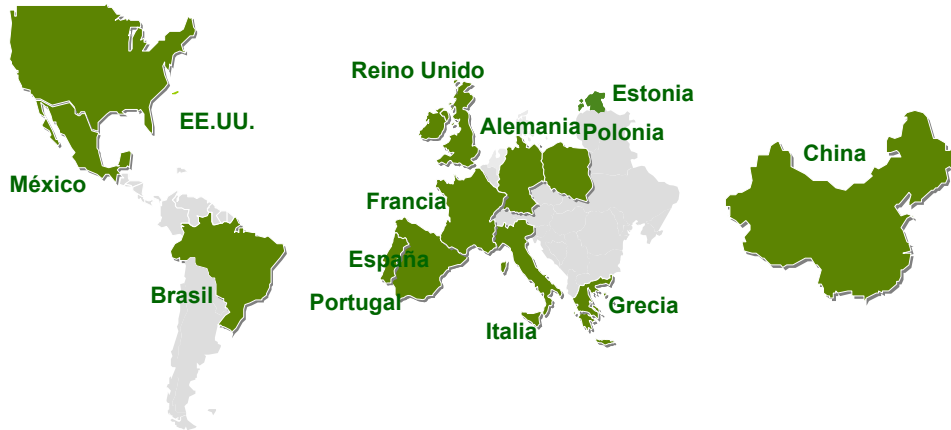 Reino Unido
Estonia
EE.UU.
Alemania
Polonia
China
México
Francia
España
Brasil
Portugal
Grecia
Italia